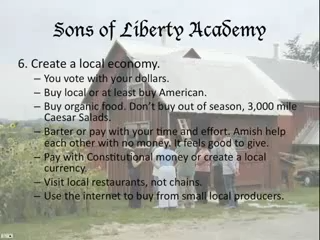 Sons of Liberty Academy
6. Create a local economy.
– You vote with your dollars.
– Buy local or at least buy American.
– Buy organic food. Don't buy out of season, 3,000 mile
Caesar Salads.
– Barter or pay with your time and effort. Amish help
each other with no money. It feels good to give.
– Pay with Constitutional money or create a local
currency.
– Visit local restaurants, not chains.
– Use the internet to buy from small local producers.